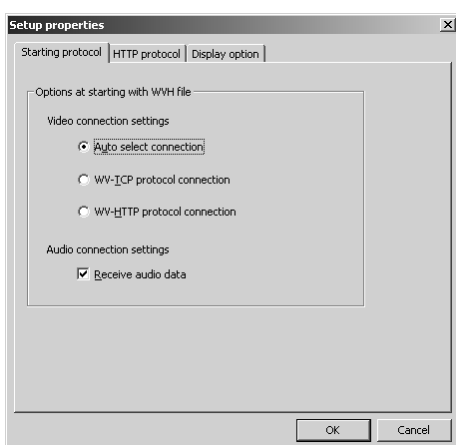 Setup properties
Starting protocol HTTP protocol Display option
Options at starting with WVH file
Video connection settings
Auto select connection
WV-TCP protocol connection
WV-HTTP protocol connection
Audio connection settings
Receive audio data
OK Cancel